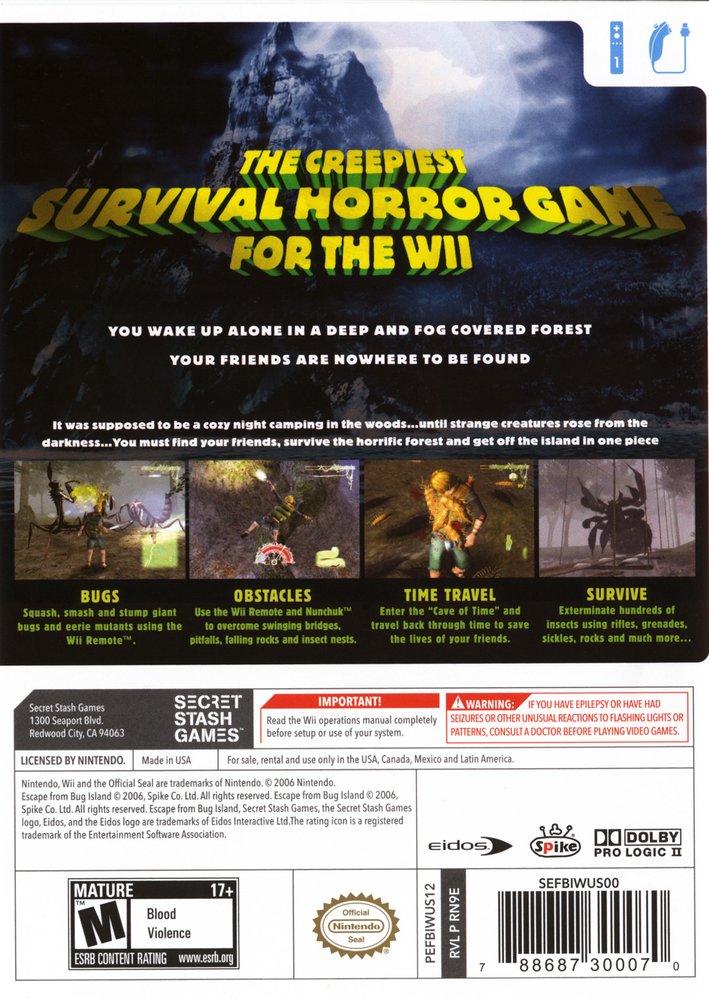 1
THE CREEPIEST
SURVIVAL HORROR GAME
FOR THE WII
YOU WAKE UP ALONE IN A DEEP AND FOG COVERED FOREST
YOUR FRIENDS ARE NOWHERE TO BE FOUND
It was supposed to be a cozy night camping in the woods...until strange creatures rose from the
darkness...You must find your friends, survive the horrific forest and get off the island in one piece
BUGS
Squash, smash and stump giant
bugs and eerie mutants using the
Wii Remote™.
OBSTACLES
Use the Wii Remote and Nunchuk™
to overcome swinging bridges,
pitfalls, falling rocks and insect nests.
TIME TRAVEL
Enter the "Cave of Time" and
travel back through time to save
the lives of your friends.
SURVIVE
Exterminate hundreds of
insects using rifles, grenades,
sickles, rocks and much more...
Secret Stash Games
1300 Seaport Blvd.
Redwood City, CA 94063
SECRET
STASH
GAMES™
IMPORTANT!
Read the Wii operations manual completely
before setup or use of your system.
WARNING: IF YOU HAVE EPILEPSY OR HAVE HAD
SEIZURES OR OTHER UNUSUAL REACTIONS TO FLASHING LIGHTS OR
PATTERNS, CONSULT A DOCTOR BEFORE PLAYING VIDEO GAMES.
LICENSED BY NINTENDO.
Made in USA
For sale, rental and use only in the USA, Canada, Mexico and Latin America.
Nintendo, Wii and the Official Seal are trademarks of Nintendo. © 2006 Nintendo.
Escape from Bug Island © 2006, Spike Co. Ltd. All rights reserved. Escape from Bug Island © 2006,
Spike Co. Ltd. All rights reserved. Escape from Bug Island, Secret Stash Games, the Secret Stash Games
logo, Eidos, and the Eidos logo are trademarks of Eidos Interactive Ltd.The rating icon is a registered
trademark of the Entertainment Software Association.
eidos
Spike
DOLBY
PRO LOGIC II
MATURE 17+
M
™
Blood
Violence
ESRB CONTENT RATING www.esrb.org
Official
Nintendo
Seal
®
PEFBIWUS12
RVL P RN9E
SEFBIWUS00
7 88687 30007 0